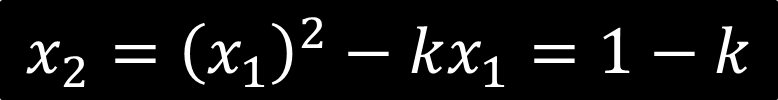 x₂ = (x₁)² − kx₁ = 1 − k